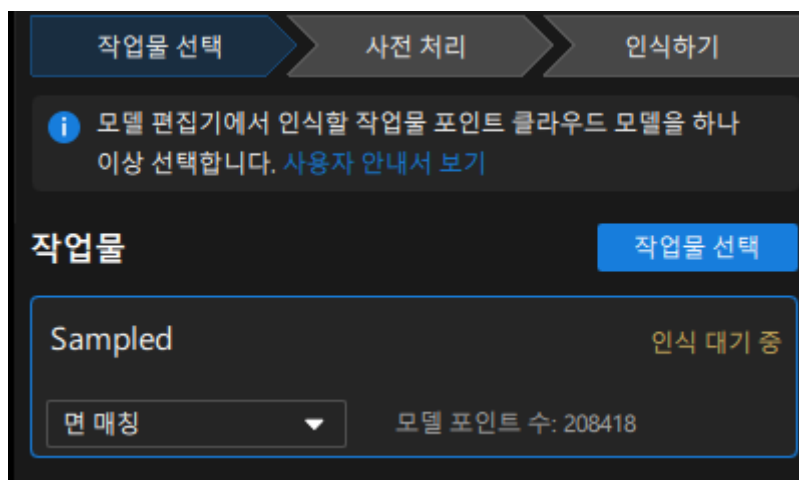 작업물 선택
사전 처리
인식하기
모델 편집기에서 인식할 작업물 포인트 클라우드 모델을 하나
이상 선택합니다. 사용자 안내서 보기
작업물
작업물 선택
Sampled
인식 대기 중
면 매칭
모델 포인트 수: 208418